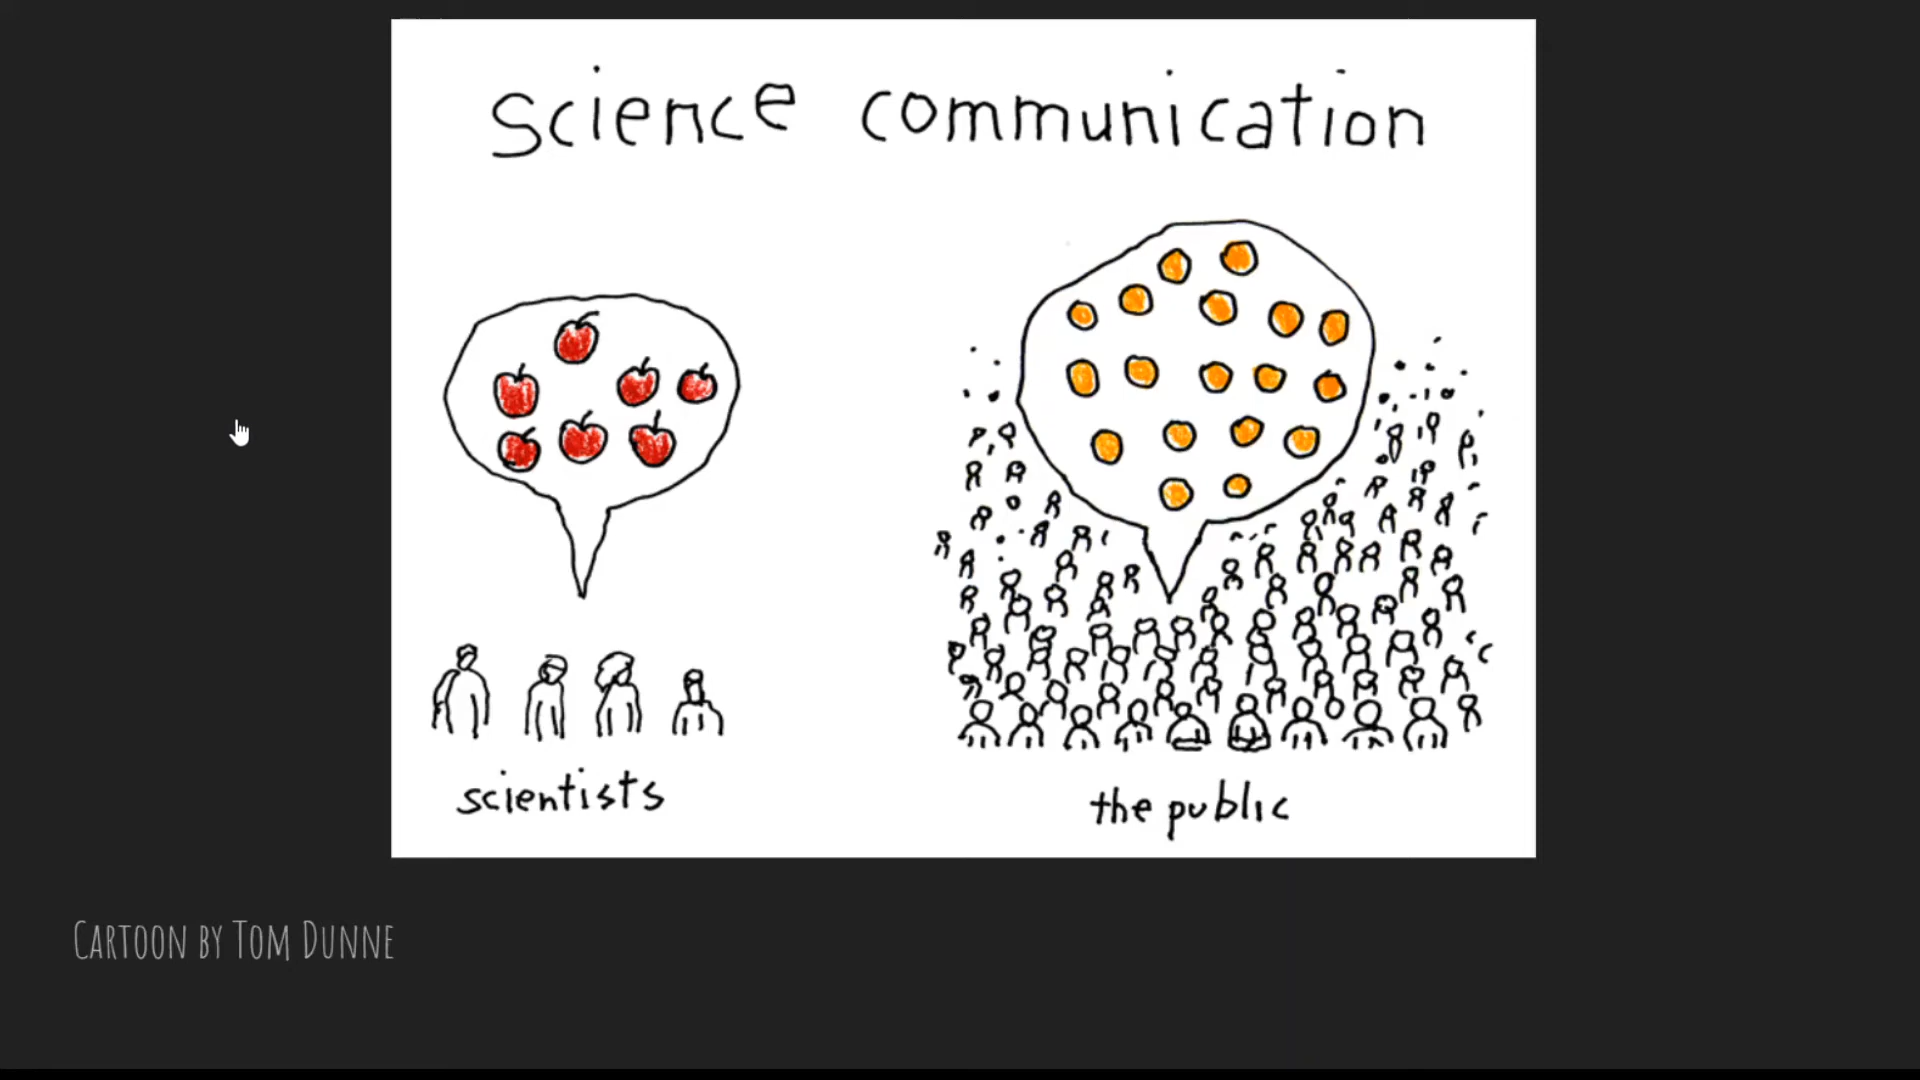 science communication
scientists
the public
Cartoon by Tom Dunne